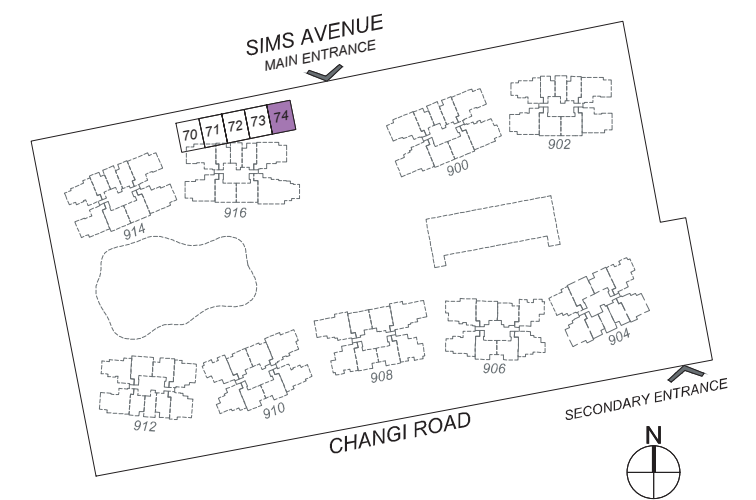 SIMS AVENUE
MAIN ENTRANCE
70 71 72 73 74
902
900
916
914
904
906
908
910
912
SECONDARY ENTRANCE
CHANGI ROAD
N